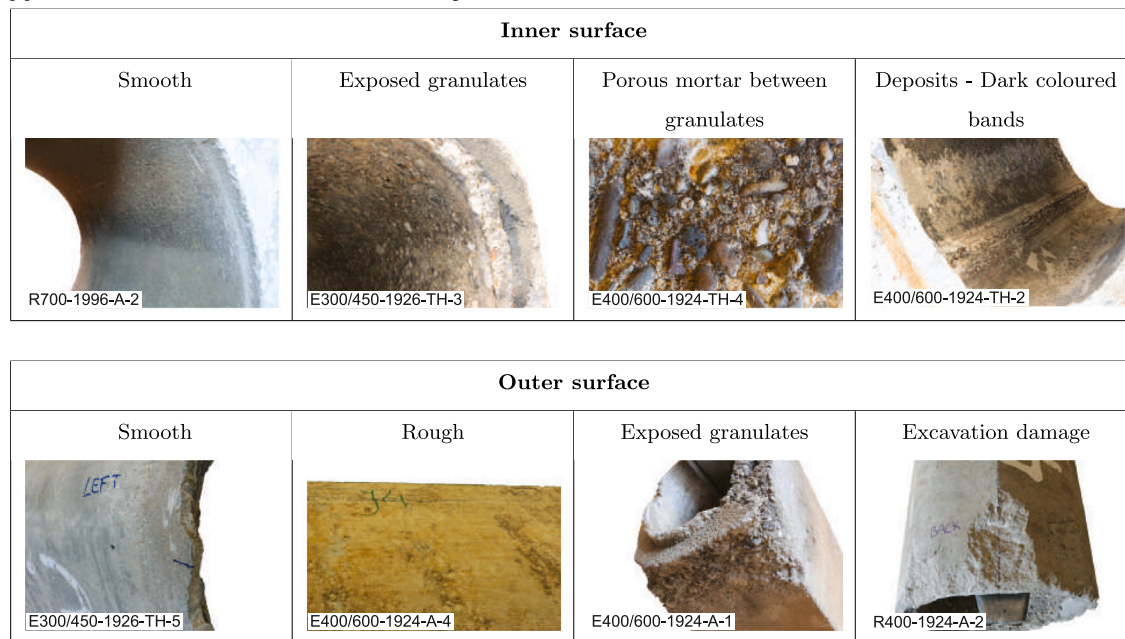 Inner surface
Smooth
Exposed granulates
Porous mortar between
granulates
Deposits - Dark coloured
bands
R700-1996-A-2
E300/450-1926-TH-3
E400/600-1924-TH-4
E400/600-1924-TH-2
Outer surface
Smooth
Rough
Exposed granulates
Excavation damage
LEFT
BACK
E300/450-1926-TH-5
E400/600-1924-A-4
E400/600-1924-A-1
R400-1924-A-2